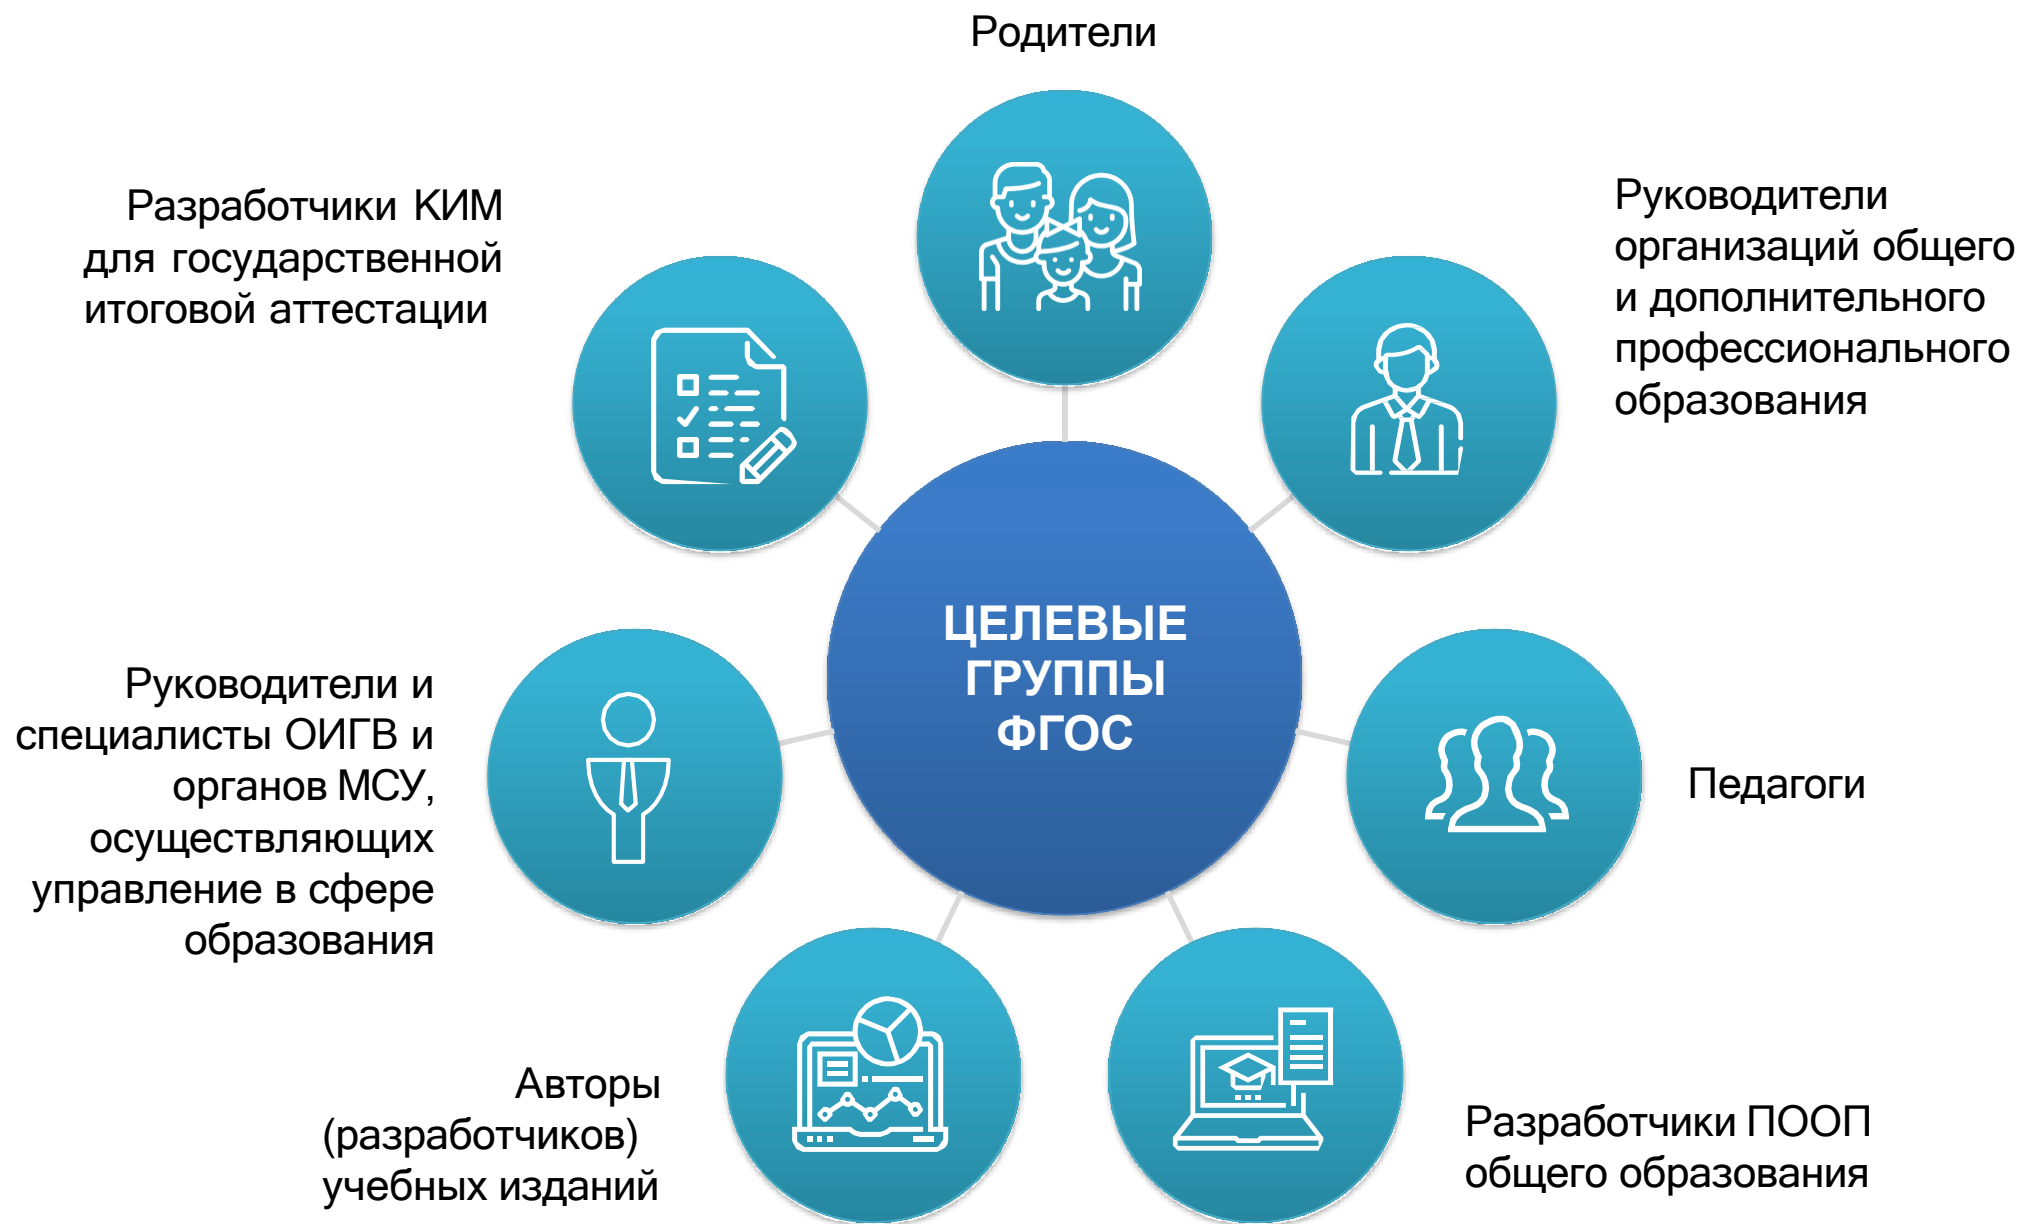 Родители
Разработчики КИМ
для государственной
итоговой аттестации
Руководители
организаций общего
и дополнительного
профессионального
образования
ЦЕЛЕВЫЕ
ГРУППЫ
ФГОС
Руководители и
специалисты ОИГВ и
органов МСУ,
осуществляющих
управление в сфере
образования
Педагоги
Авторы
(разработчиков)
учебных изданий
Разработчики ПООП
общего образования